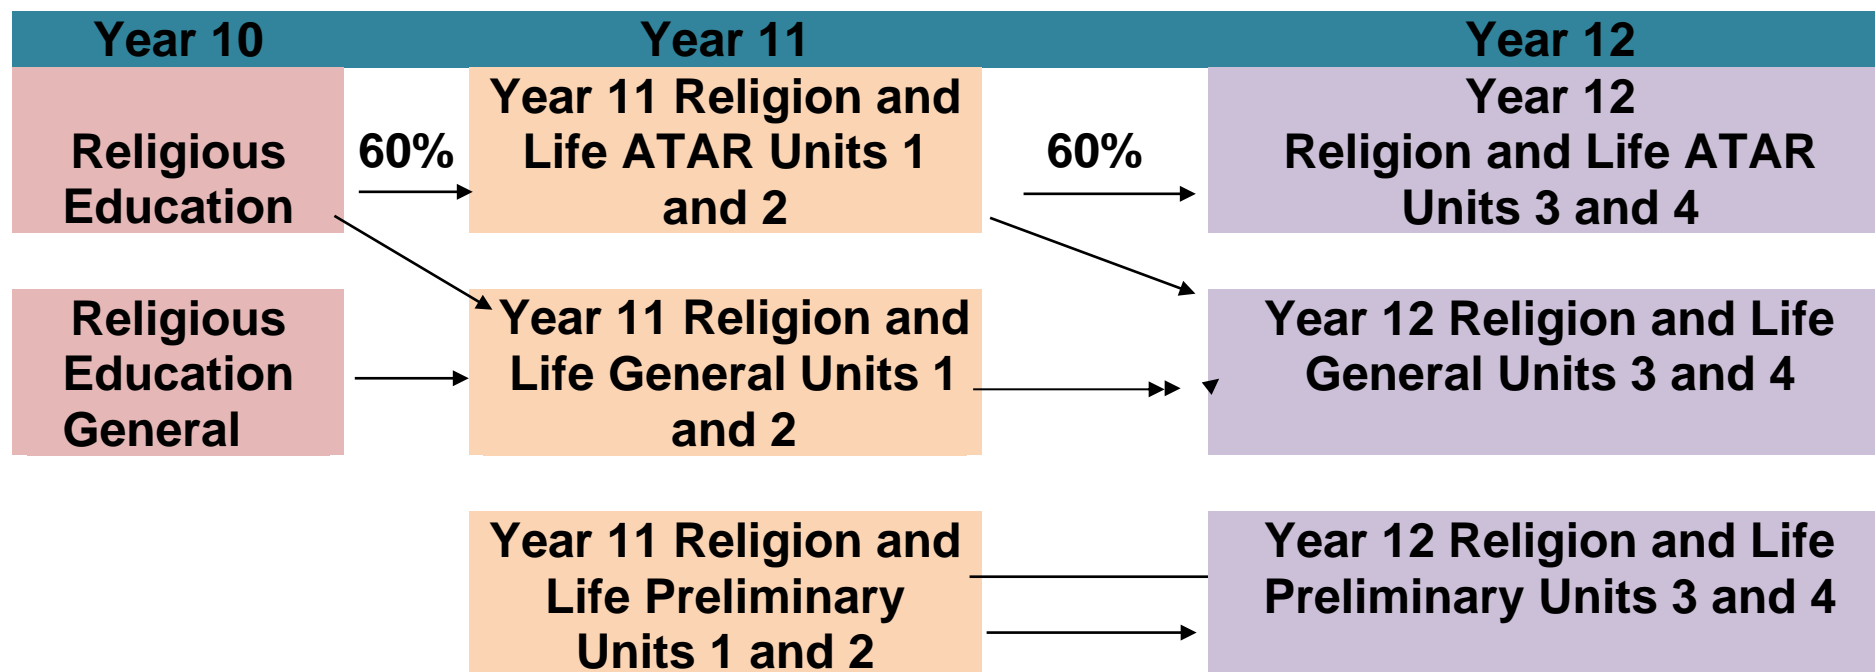 Year 10 Year 11 Year 12
Religious
Education
60%
Year 11 Religion and
Life ATAR Units 1
and 2
60%
Year 12
Religion and Life ATAR
Units 3 and 4
Religious
Education
General
Year 11 Religion and
Life General Units 1
and 2
Year 12 Religion and Life
General Units 3 and 4
Year 11 Religion and
Life Preliminary
Units 1 and 2
Year 12 Religion and Life
Preliminary Units 3 and 4